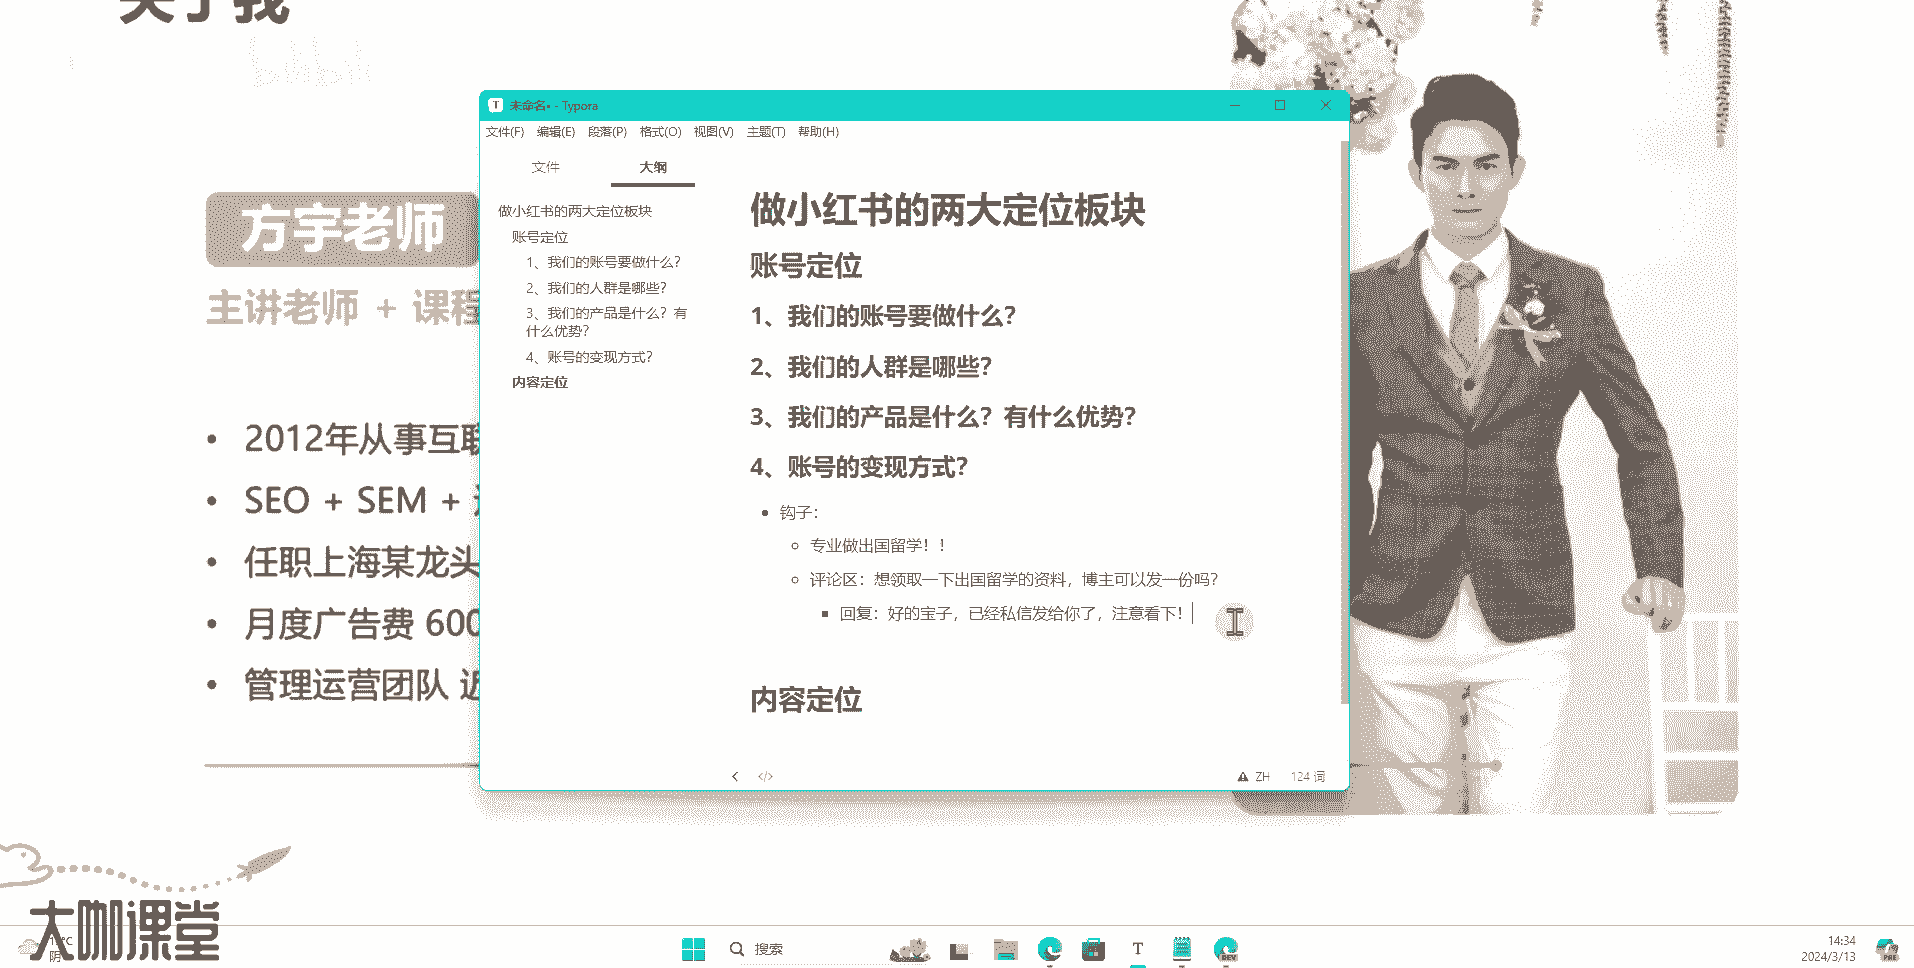 关于我
bilibili
方宇老师
主讲老师 + 课程
2012年从事互联
SEO + SEM +
任职上海某龙头
月度广告费 600
管理运营团队 近
未命名• - Typora
文件(F) 编辑(E) 段落(P) 格式(O) 视图(V) 主题(T) 帮助(H)
文件 大纲
做小红书的两大定位板块
账号定位
1、我们的账号要做什么？
2、我们的人群是哪些？
3、我们的产品是什么？有
什么优势？
4、账号的变现方式？
内容定位
做小红书的两大定位板块
账号定位
1、我们的账号要做什么？
2、我们的人群是哪些？
3、我们的产品是什么？有什么优势？
4、账号的变现方式？
钩子：
专业做出国留学！！
评论区：想领取一下出国留学的资料，博主可以发一份吗？
回复：好的宝子，已经私信发给你了，注意看下！
内容定位
ZH 124 词
大咖课堂
阴
搜索
T
DEV
14:34
2024/3/13
PRE